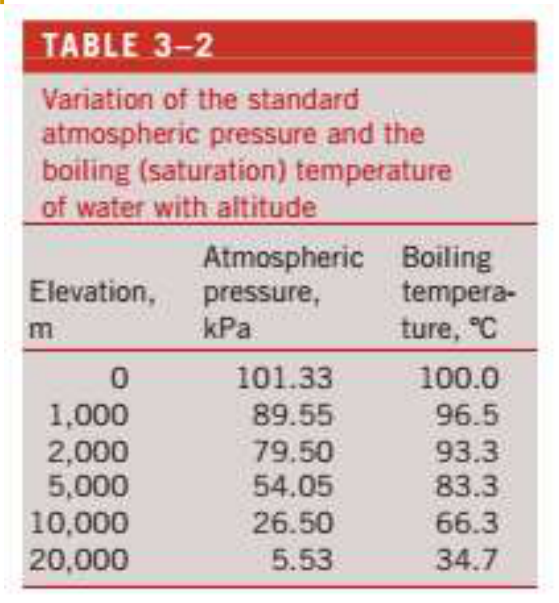 TABLE 3–2
Variation of the standard
atmospheric pressure and the
boiling (saturation) temperature
of water with altitude
Atmospheric Boiling
Elevation, pressure, tempera-
m kPa ture, °C
0 101.33 100.0
1,000 89.55 96.5
2,000 79.50 93.3
5,000 54.05 83.3
10,000 26.50 66.3
20,000 5.53 34.7